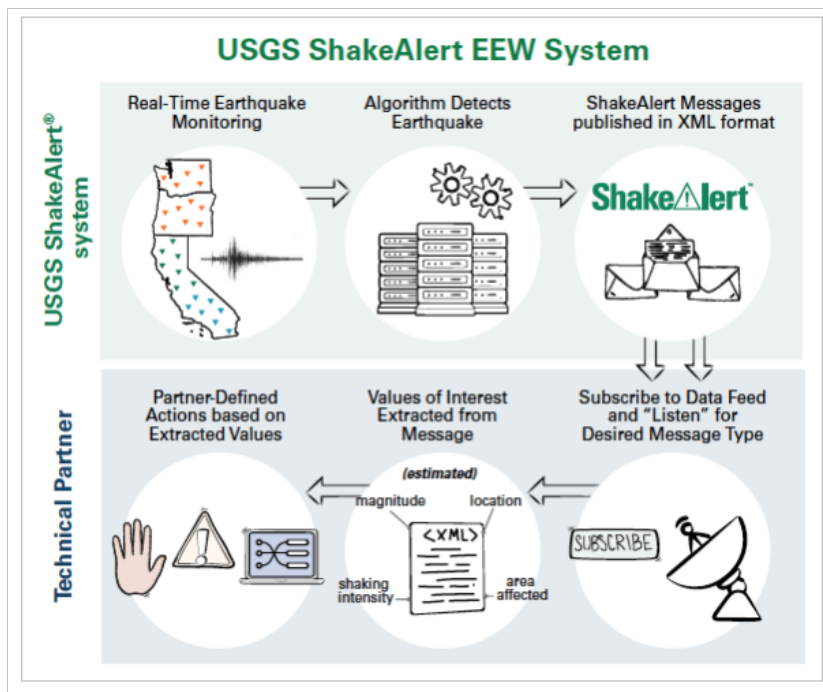 USGS ShakeAlert EEW System
USGS ShakeAlert®
system
Real-Time Earthquake
Monitoring
Algorithm Detects
Earthquake
ShakeAlert Messages
published in XML format
ShakeAlert™
Technical Partner
Partner-Defined
Actions based on
Extracted Values
Values of Interest
Extracted from
Message
Subscribe to Data Feed
and “Listen” for
Desired Message Type
(estimated)
magnitude
location
<XML>
shaking
intensity
area
affected
SUBSCRIBE